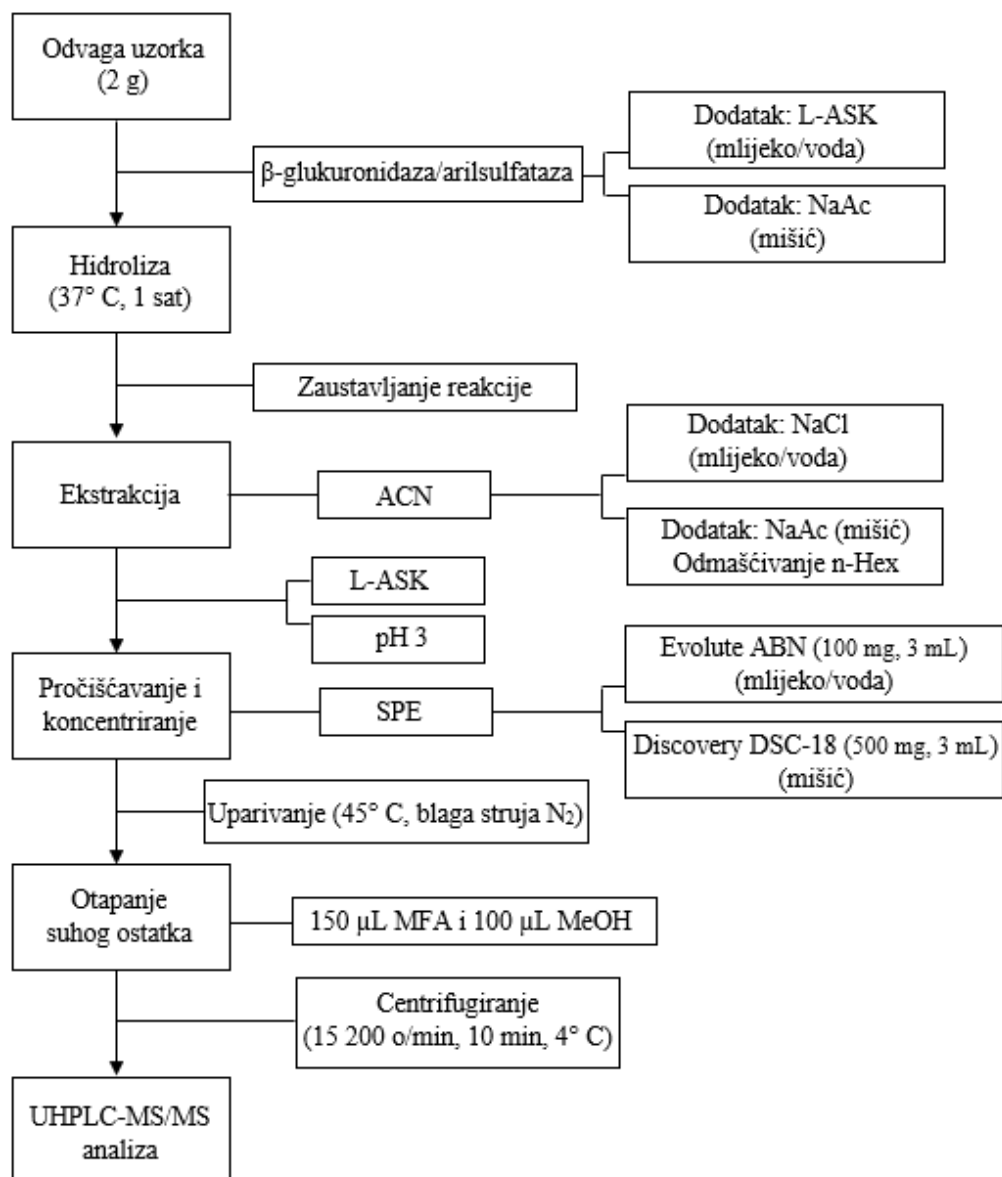 Odvaga uzorka
(2 g)
Dodatak: L-ASK
(mlijeko/voda)
β-glukuronidaza/arilsulfataza
Dodatak: NaAc
(mišić)
Hidroliza
(37° C, 1 sat)
Zaustavljanje reakcije
Dodatak: NaCl
(mlijeko/voda)
Ekstrakcija
ACN
Dodatak: NaAc (mišić)
Odmašćivanje n-Hex
L-ASK
pH 3
Evolute ABN (100 mg, 3 mL)
(mlijeko/voda)
Pročišćavanje i
koncentriranje
SPE
Discovery DSC-18 (500 mg, 3 mL)
(mišić)
Uparivanje (45° C, blaga struja N₂)
Otapanje
suhog ostatka
150 µL MFA i 100 µL MeOH
Centrifugiranje
(15 200 o/min, 10 min, 4° C)
UHPLC-MS/MS
analiza